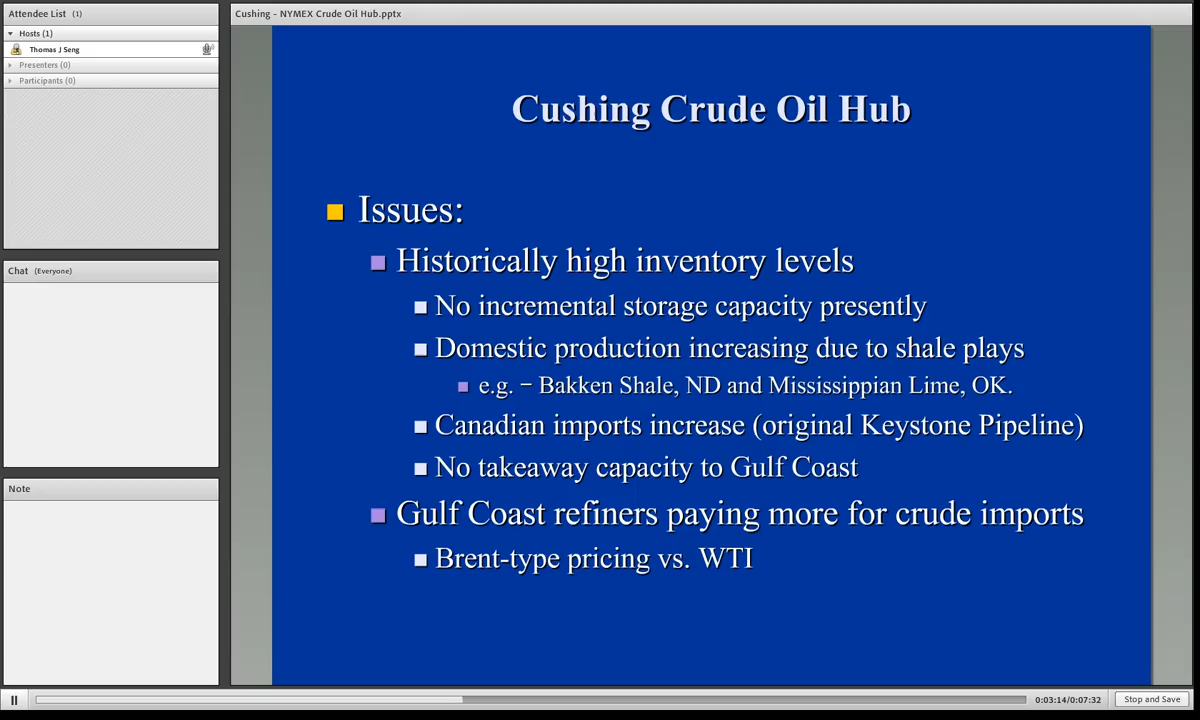 Attendee List (1)
Hosts (1)
Thomas J Seng
Presenters (0)
Participants (0)
Chat (Everyone)
Note
Cushing - NYMEX Crude Oil Hub.pptx
Cushing Crude Oil Hub
Issues:
Historically high inventory levels
No incremental storage capacity presently
Domestic production increasing due to shale plays
e.g. – Bakken Shale, ND and Mississippian Lime, OK.
Canadian imports increase (original Keystone Pipeline)
No takeaway capacity to Gulf Coast
Gulf Coast refiners paying more for crude imports
Brent-type pricing vs. WTI
0:03:14/0:07:32
Stop and Save